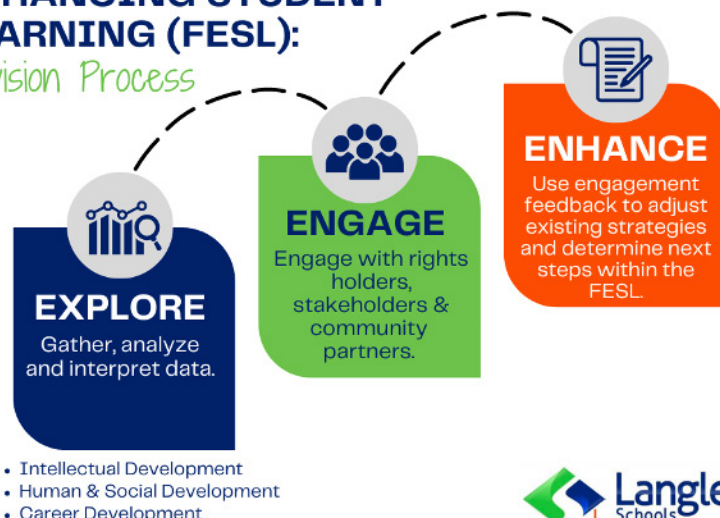 HANCING STUDENT
ARNING (FESL):
vision Process
ENHANCE
Use engagement
feedback to adjust
existing strategies
and determine next
steps within the
FESL.
ENGAGE
Engage with rights
holders,
stakeholders &
community
partners.
EXPLORE
Gather, analyze
and interpret data.
• Intellectual Development
• Human & Social Development
• Career Development
Langle
Schools